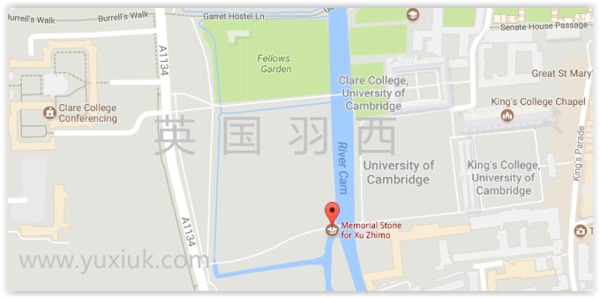 Burrell's Walk
Burrell's Walk
Garret Hostel Ln
Senate House Passage
A1134
Fellows'
Garden
Clare College,
University of
Cambridge
Great St Mary
Clare College
Conferencing
King's College Chapel
英国羽西
River Cam
King's Parade
University of
Cambridge
King's College,
University of
Cambridge
A1134
Memorial Stone
for Xu Zhimo
T
www.yuxiuk.com